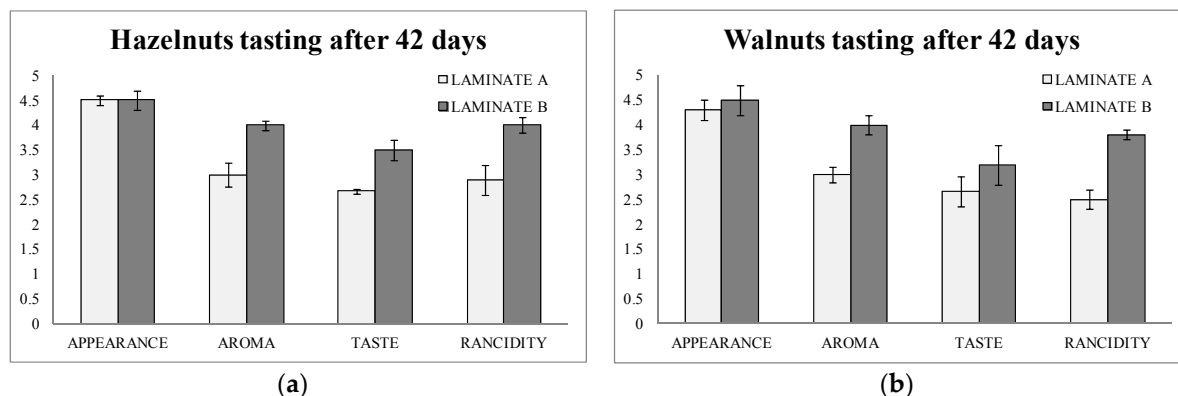 Hazelnuts tasting after 42 days
5
4.5
4
3.5
3
2.5
2
1.5
1
0.5
0
LAMINATE A
LAMINATE B
APPEARANCE AROMA TASTE RANCIDITY
(a)
Walnuts tasting after 42 days
5
4.5
4
3.5
3
2.5
2
1.5
1
0.5
0
LAMINATE A
LAMINATE B
APPEARANCE AROMA TASTE RANCIDITY
(b)